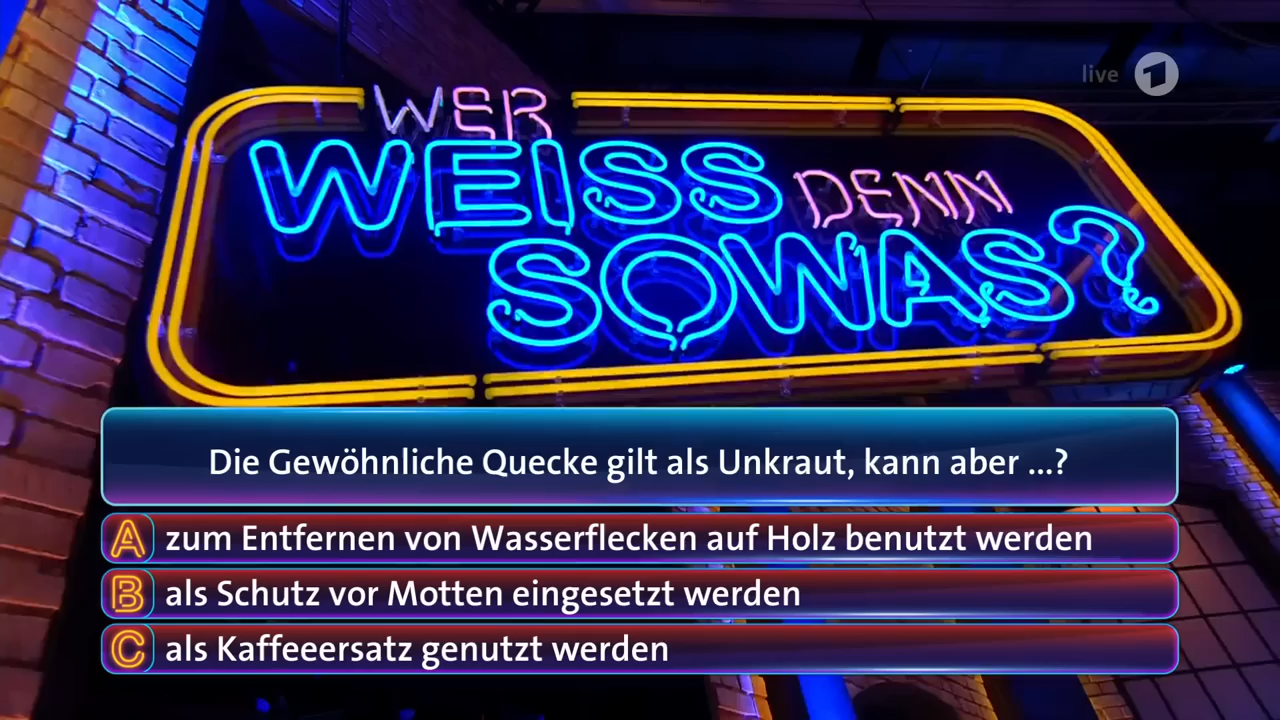 live 1
WER
WEISS DENN
SOWAS?
Die Gewöhnliche Quecke gilt als Unkraut, kann aber ...?
A zum Entfernen von Wasserflecken auf Holz benutzt werden
B als Schutz vor Motten eingesetzt werden
C als Kaffeeersatz genutzt werden